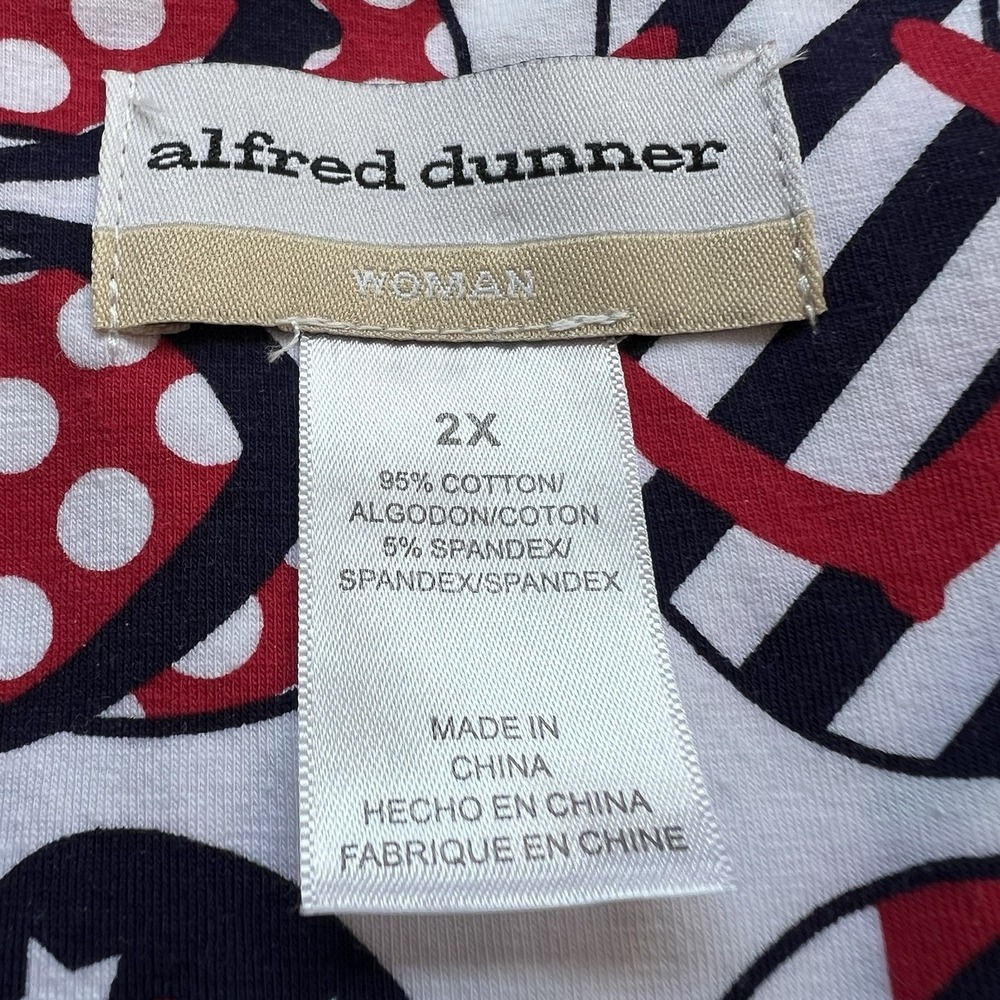 alfred dunner
WOMAN
2X
95% COTTON/
ALGODON/COTON
5% SPANDEX/
SPANDEX/SPANDEX
MADE IN
CHINA
HECHO EN CHINA
FABRIQUE EN CHINE